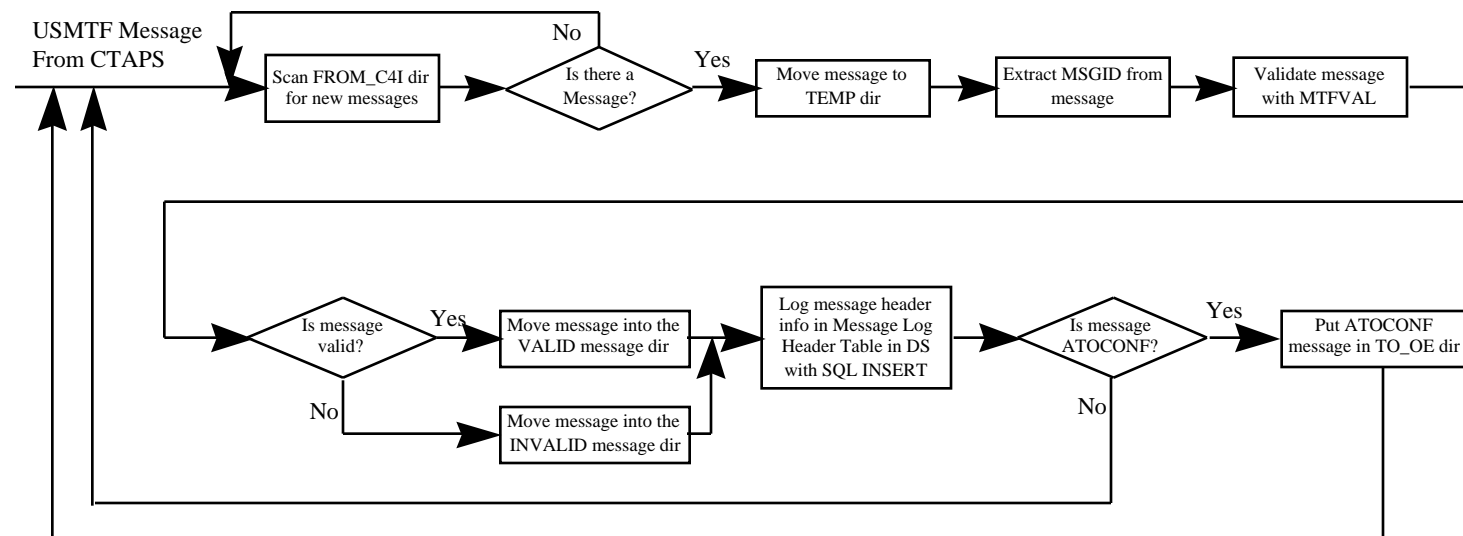 USMTF Message
From CTAPS
Scan FROM_C4I dir
for new messages
No
Is there a
Message?
Yes
Move message to
TEMP dir
Extract MSGID from
message
Validate message
with MTFVAL
Is message
valid?
Yes
Move message into the
VALID message dir
No
Move message into the
INVALID message dir
Log message header
info in Message Log
Header Table in DS
with SQL INSERT
Is message
ATOCONF?
Yes
Put ATOCONF
message in TO_OE dir
No